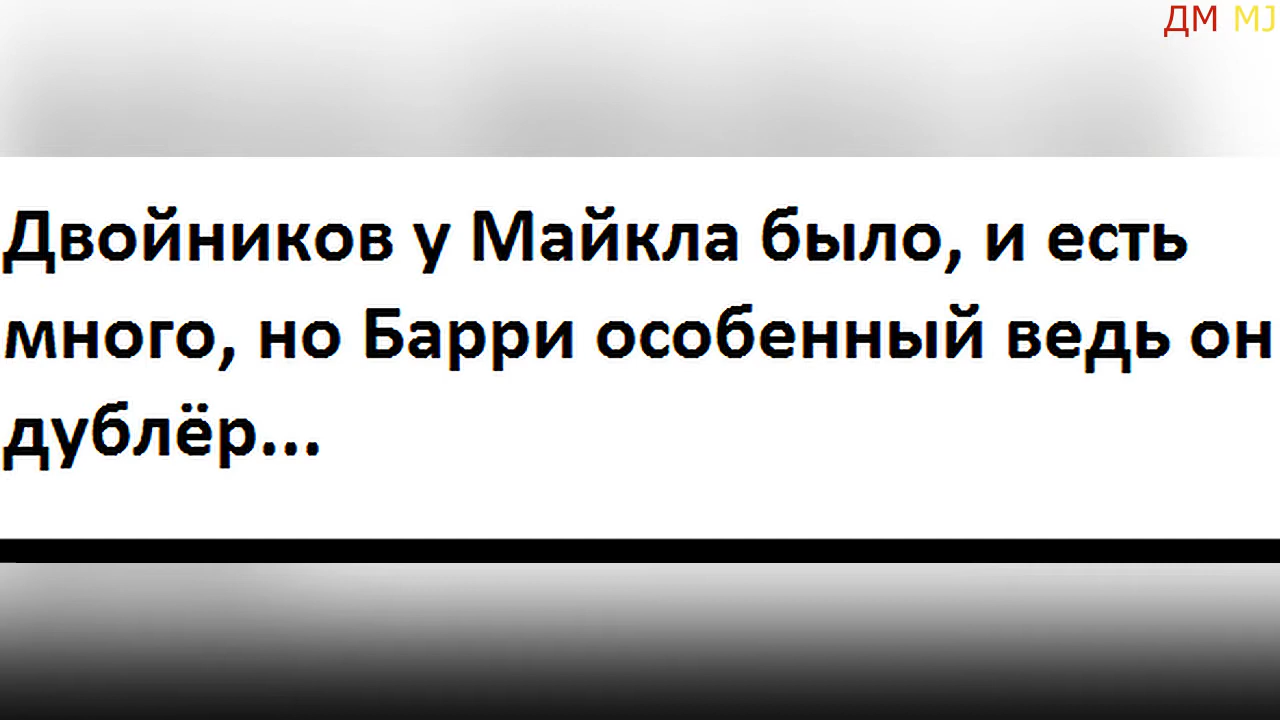 ДМ MJ
Двойников у Майкла было, и есть
много, но Барри особенный ведь он
дублёр...